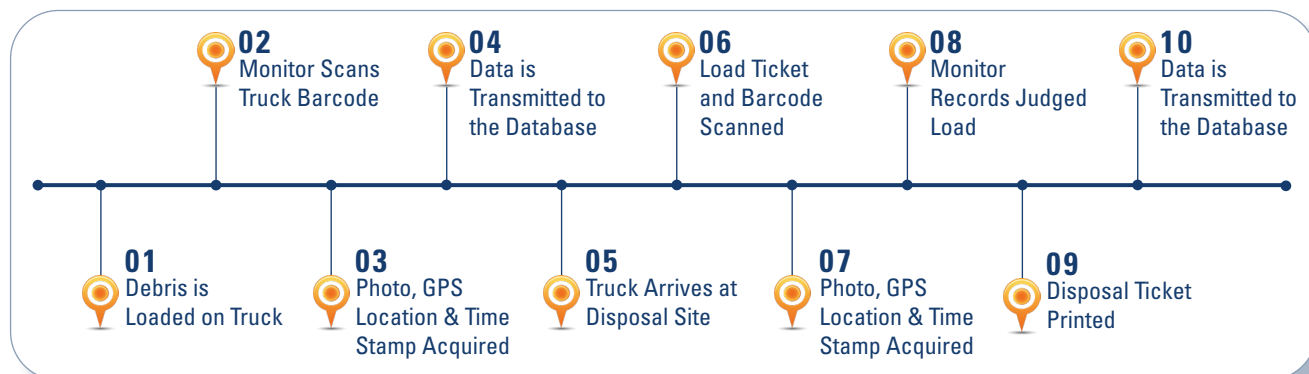 01
Debris is
Loaded on Truck
02
Monitor Scans
Truck Barcode
03
Photo, GPS
Location & Time
Stamp Acquired
04
Data is
Transmitted to
the Database
05
Truck Arrives at
Disposal Site
06
Load Ticket
and Barcode
Scanned
07
Photo, GPS
Location & Time
Stamp Acquired
08
Monitor
Records Judged
Load
09
Disposal Ticket
Printed
10
Data is
Transmitted to
the Database